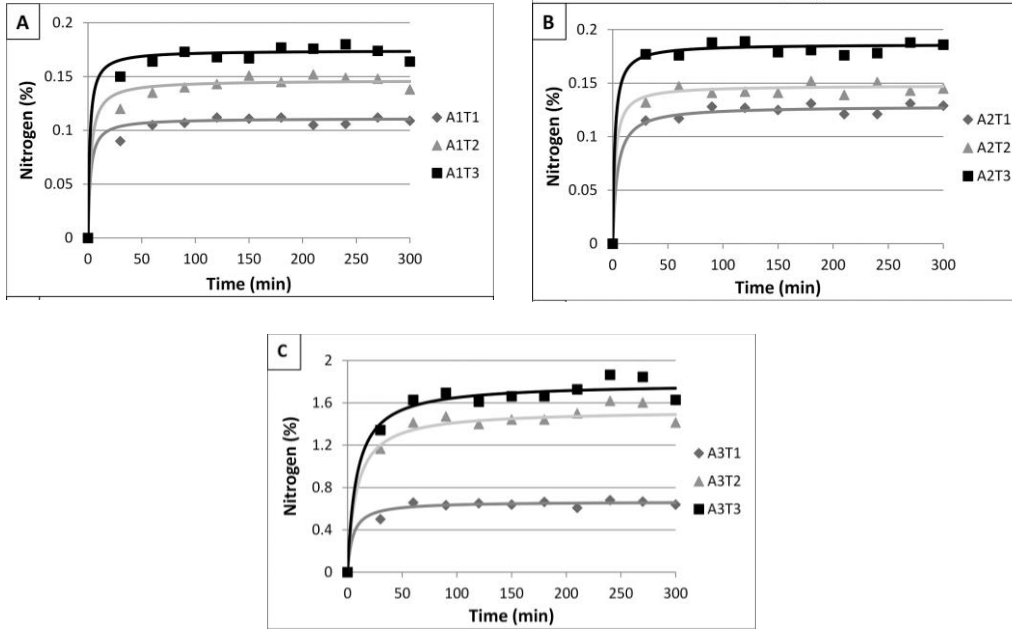 A
Nitrogen (%)
0.2
0.15
0.1
0.05
0
0 50 100 150 200 250 300
Time (min)
A1T1
A1T2
A1T3
B
Nitrogen (%)
0.2
0.15
0.1
0.05
0
0 50 100 150 200 250 300
Time (min)
A2T1
A2T2
A2T3
C
Nitrogen (%)
2
1.6
1.2
0.8
0.4
0
0 50 100 150 200 250 300
Time (min)
A3T1
A3T2
A3T3